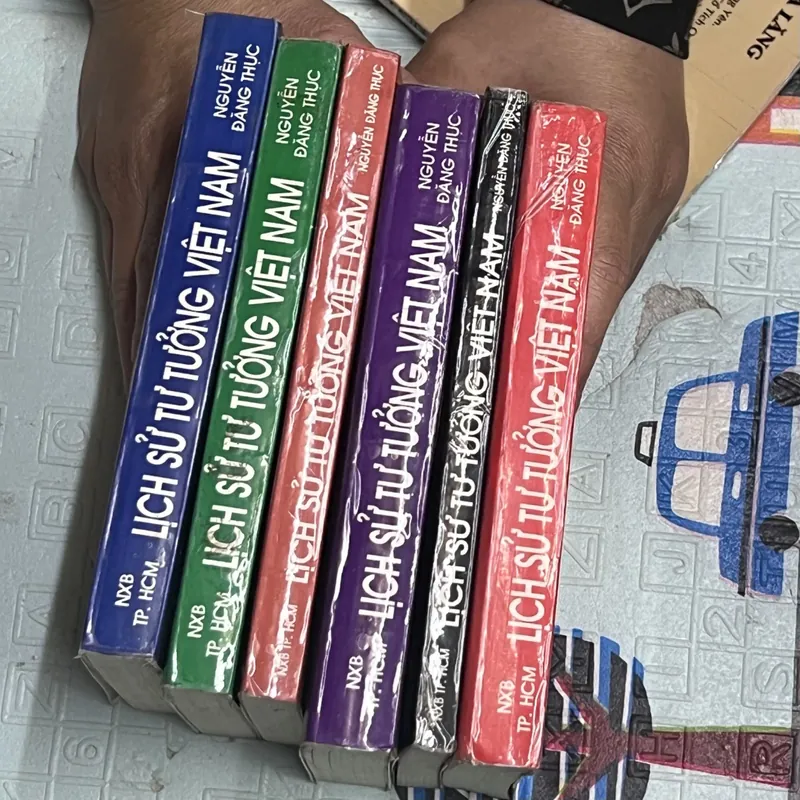 NGUYỄN
ĐĂNG THỤC
LỊCH SỬ TƯ TƯỞNG VIỆT NAM
NXB
TP. HCM
NGUYỄN
ĐĂNG THỤC
LỊCH SỬ TƯ TƯỞNG VIỆT NAM
NXB
TP. HCM
NGUYỄN ĐĂNG THỤC
LỊCH SỬ TƯ TƯỞNG VIỆT NAM
NXB TP. HCM
NGUYỄN
ĐĂNG THỤC
LỊCH SỬ TƯ TƯỞNG VIỆT NAM
NXB
TP. HCM
NGUYỄN ĐĂNG THỤC
LỊCH SỬ TƯ TƯỞNG VIỆT NAM
NXB TP. HCM
NGUYỄN
ĐĂNG THỤC
LỊCH SỬ TƯ TƯỞNG VIỆT NAM
NXB
TP. HCM
LĂNG